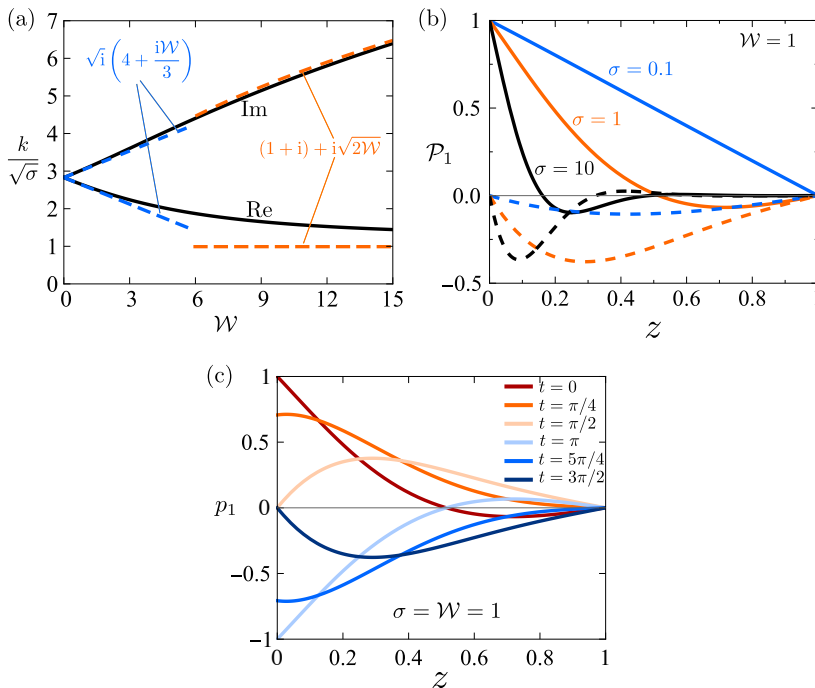 (a)
7
6
5
4
3
2
1
0
k/√σ
√i (4 + i𝒲/3)
Im
(1 + i) + i√2𝒲
Re
0
3
6
9
12
15
𝒲
(b)
1
0.5
0.0
−0.5
𝒫₁
𝒲 = 1
σ = 0.1
σ = 1
σ = 10
0
0.2
0.4
0.6
0.8
z
(c)
1
0.5
0
−0.5
−1
p₁
t = 0
t = π/4
t = π/2
t = π
t = 5π/4
t = 3π/2
σ = 𝒲 = 1
0
0.2
0.4
0.6
0.8
1
z